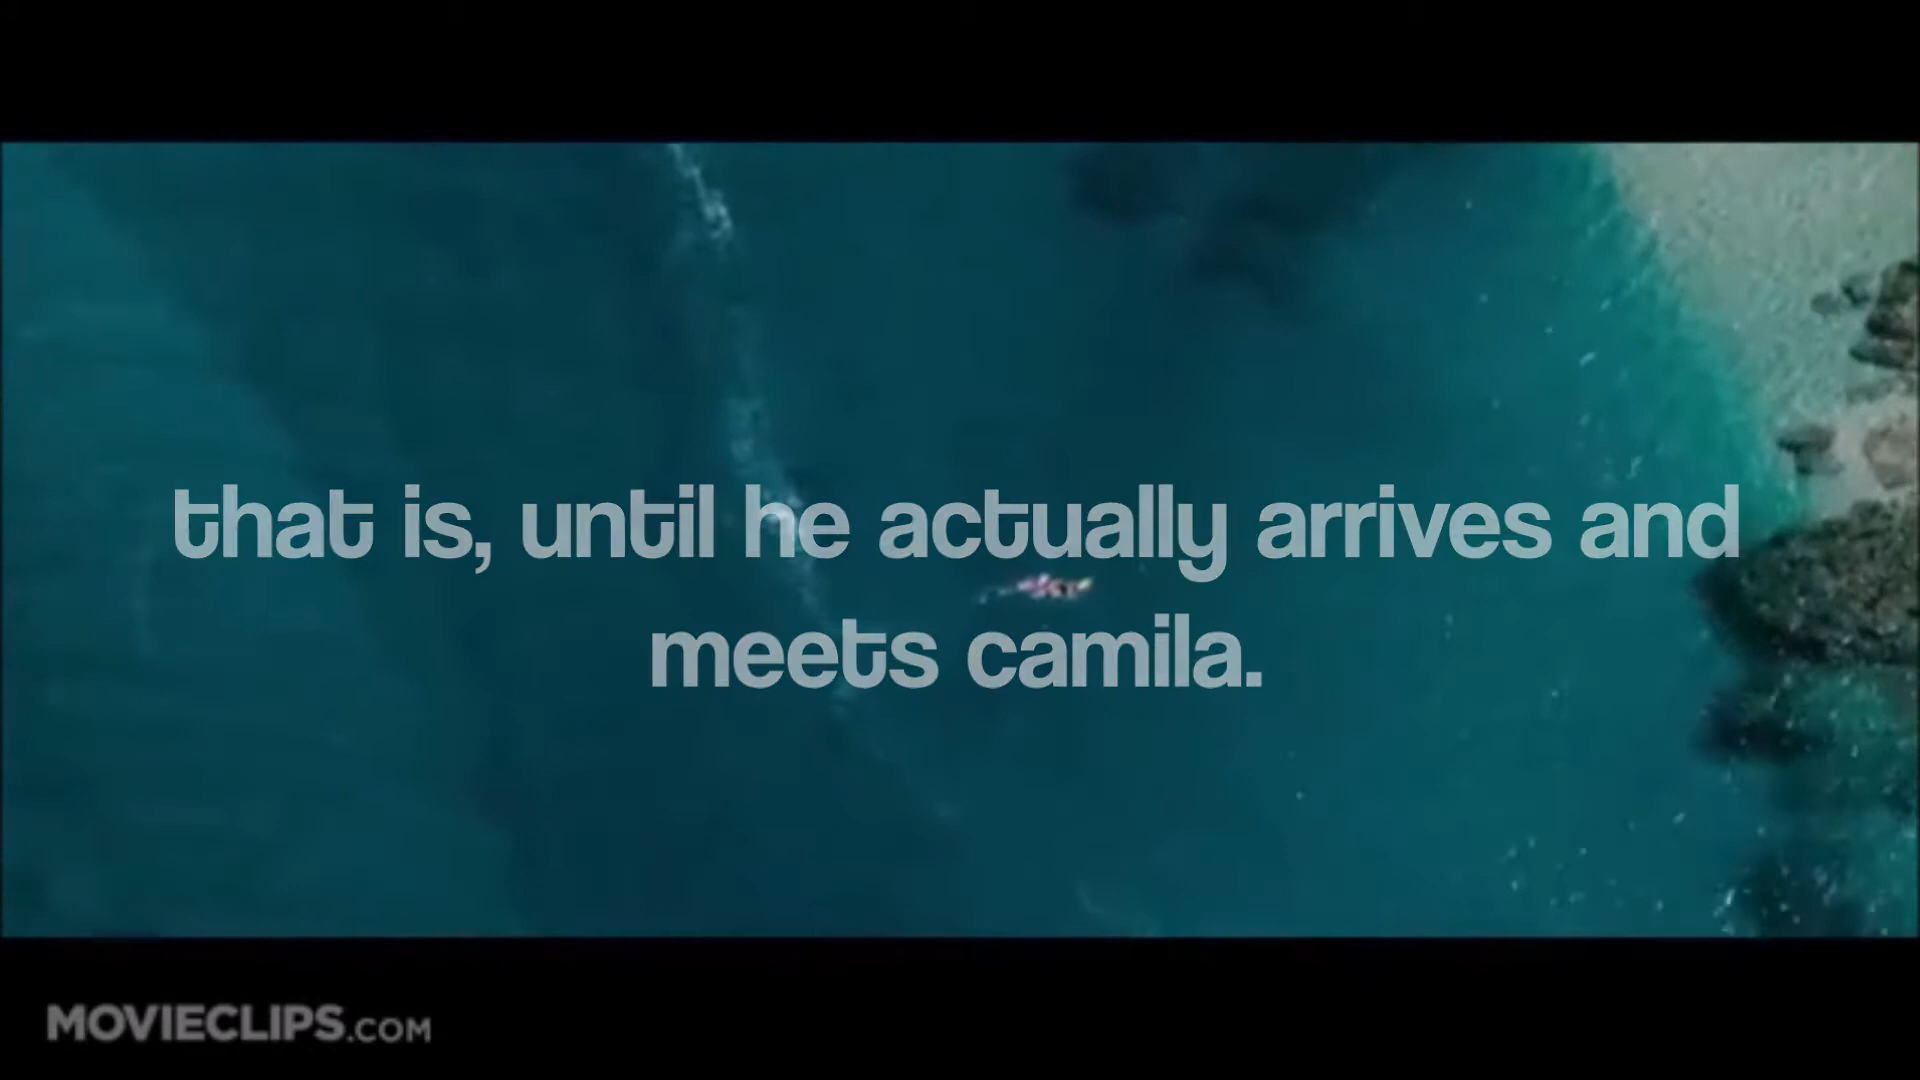 that is, until he actually arrives and
meets camila.
MOVIECLIPS.COM